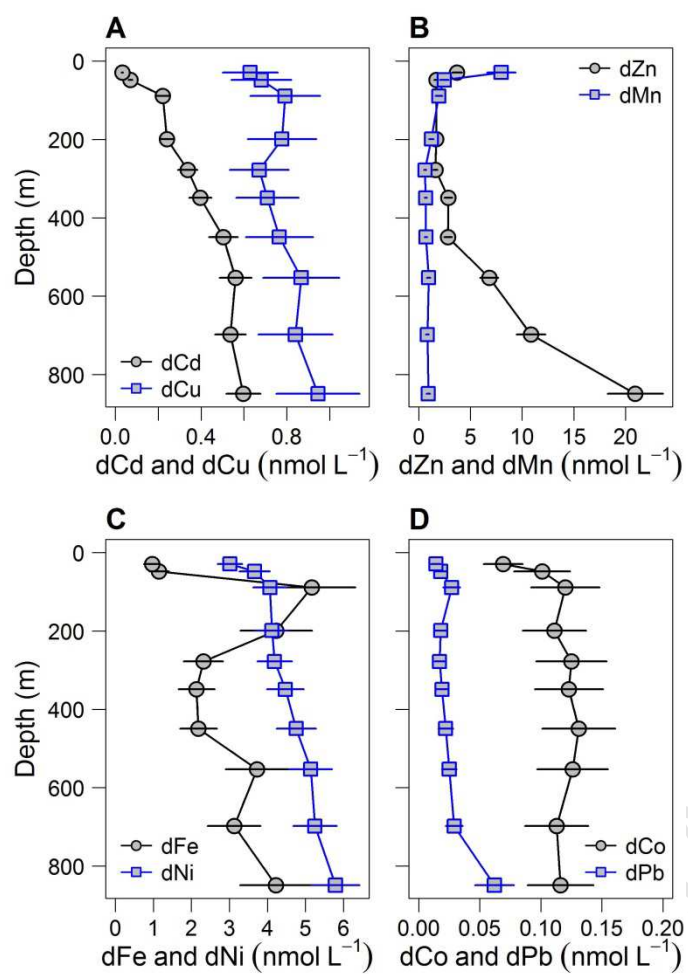 A
B
0
200
400
600
800
Depth (m)
dCd
dCu
dZn
dMn
0.0 0.4 0.8
0 5 10 15 20
dCd and dCu (nmol L⁻¹)
dZn and dMn (nmol L⁻¹)
C
D
0
200
400
600
800
Depth (m)
dFe
dNi
dCo
dPb
0 1 2 3 4 5 6
0.00 0.05 0.10 0.15 0.20
dFe and dNi (nmol L⁻¹)
dCo and dPb (nmol L⁻¹)